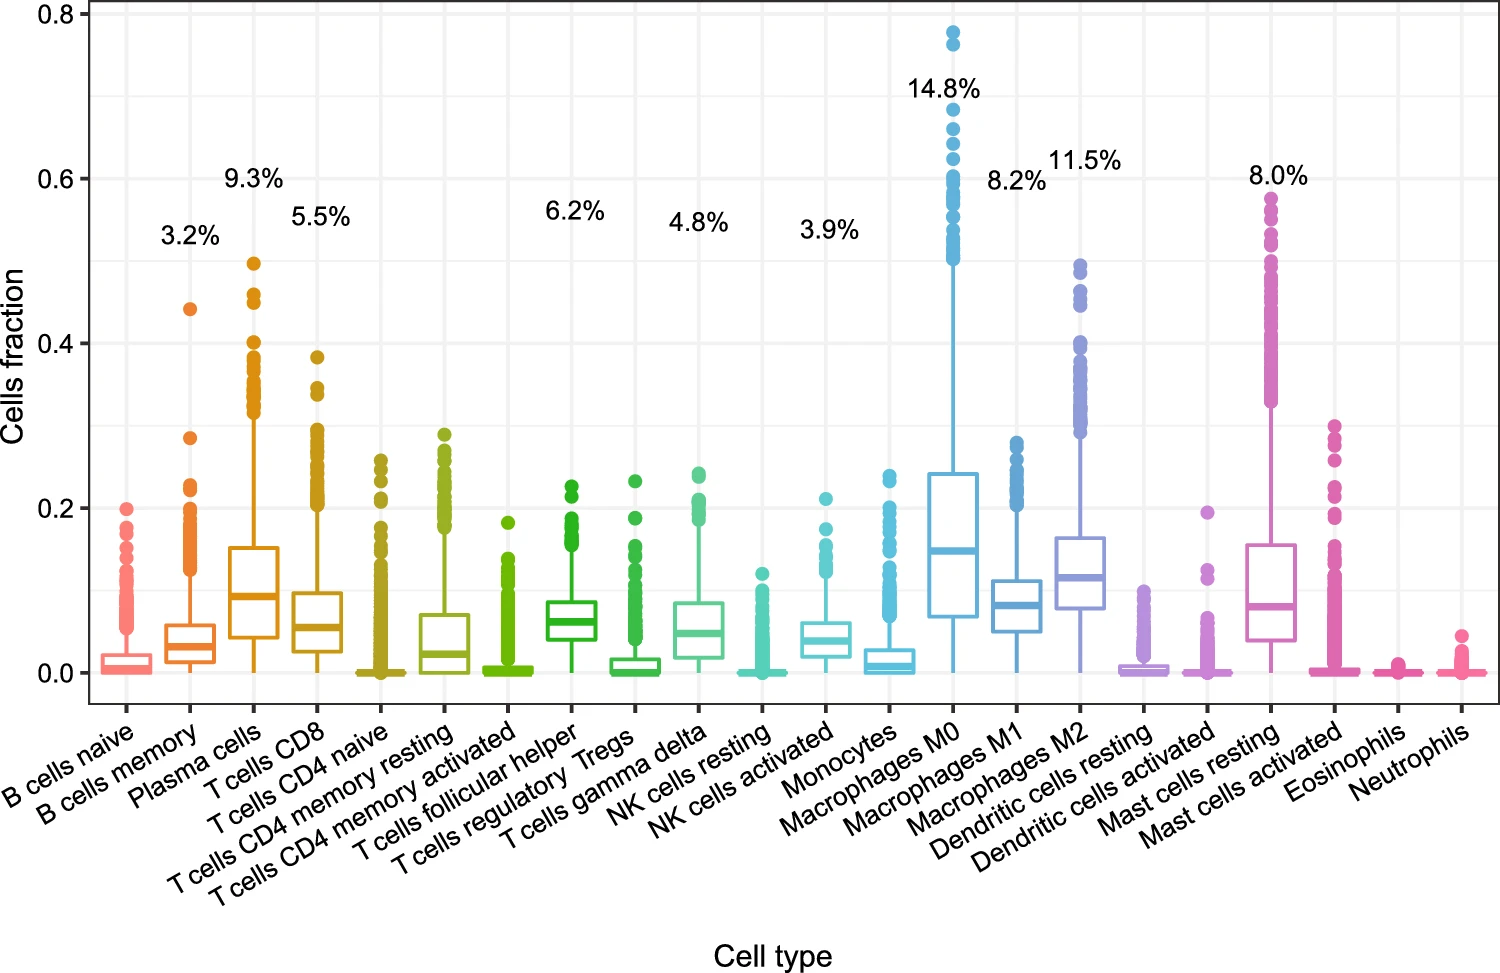 0.8
0.6
0.4
0.2
0.0
Cells fraction
3.2%
9.3%
5.5%
6.2%
4.8%
3.9%
14.8%
8.2%
11.5%
8.0%
B cells naive
B cells memory
Plasma cells
T cells CD8
T cells CD4 naive
T cells CD4 memory resting
T cells CD4 memory activated
T cells follicular helper
T cells regulatory Tregs
T cells gamma delta
NK cells resting
NK cells activated
Monocytes
Macrophages M0
Macrophages M1
Macrophages M2
Dendritic cells resting
Dendritic cells activated
Mast cells resting
Mast cells activated
Eosinophils
Neutrophils
Cell type